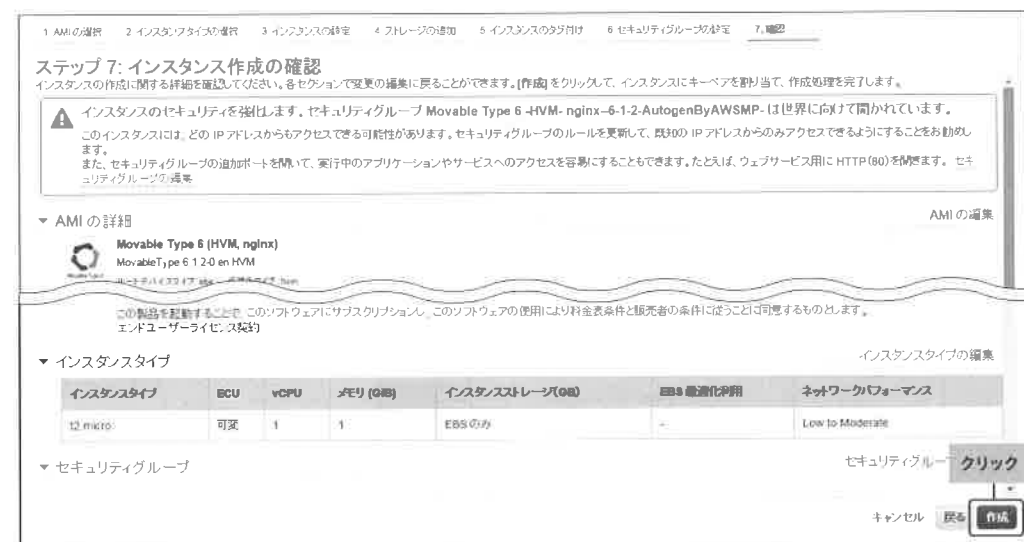 1 AMIの選択 2 インスタンスタイプの選択 3 インスタンスの設定 4 ストレージの追加 5 インスタンスのタグ付け 6 セキュリティグループの設定 7. 確認
ステップ 7: インスタンス作成の確認
インスタンスの作成に関する詳細を確認してください。各セクションで変更の編集に戻ることができます。[作成] をクリックして、インスタンスにキーペアを割り当て、作成処理を完了します。
インスタンスのセキュリティを強化します。セキュリティグループ Movable Type 6 -HVM- nginx--6-1-2-AutogenByAWSMP- は世界に向けて開かれています。
このインスタンスには、どの IP アドレスからもアクセスできる可能性があります。セキュリティグループのルールを更新して、既知の IP アドレスからのみアクセスできるようにすることをお勧めし
ます。
また、セキュリティグループの追加ポートを開いて、実行中のアプリケーションやサービスへのアクセスを容易にすることもできます。たとえば、ウェブサービス用に HTTP (80) を開きます。 セキ
ュリティグループの編集
AMI の詳細
AMI の編集
Movable Type 6 (HVM, nginx)
MovableType 6.1.2-0 en HVM
この製品を起動することで、このソフトウェアにサブスクリプションし、このソフトウェアの使用により料金表条件と販売者の条件に従うことに同意するものとします。
エンドユーザーライセンス契約
インスタンスタイプ
インスタンスタイプの編集
インスタンスタイプ ECU vCPU メモリ (GiB) インスタンスストレージ(GiB) EBS 最適化利用 ネットワークパフォーマンス
t2.micro 可変 1 1 EBS のみ - Low to Moderate
セキュリティグループ
セキュリティグルー
クリック
キャンセル 戻る 作成